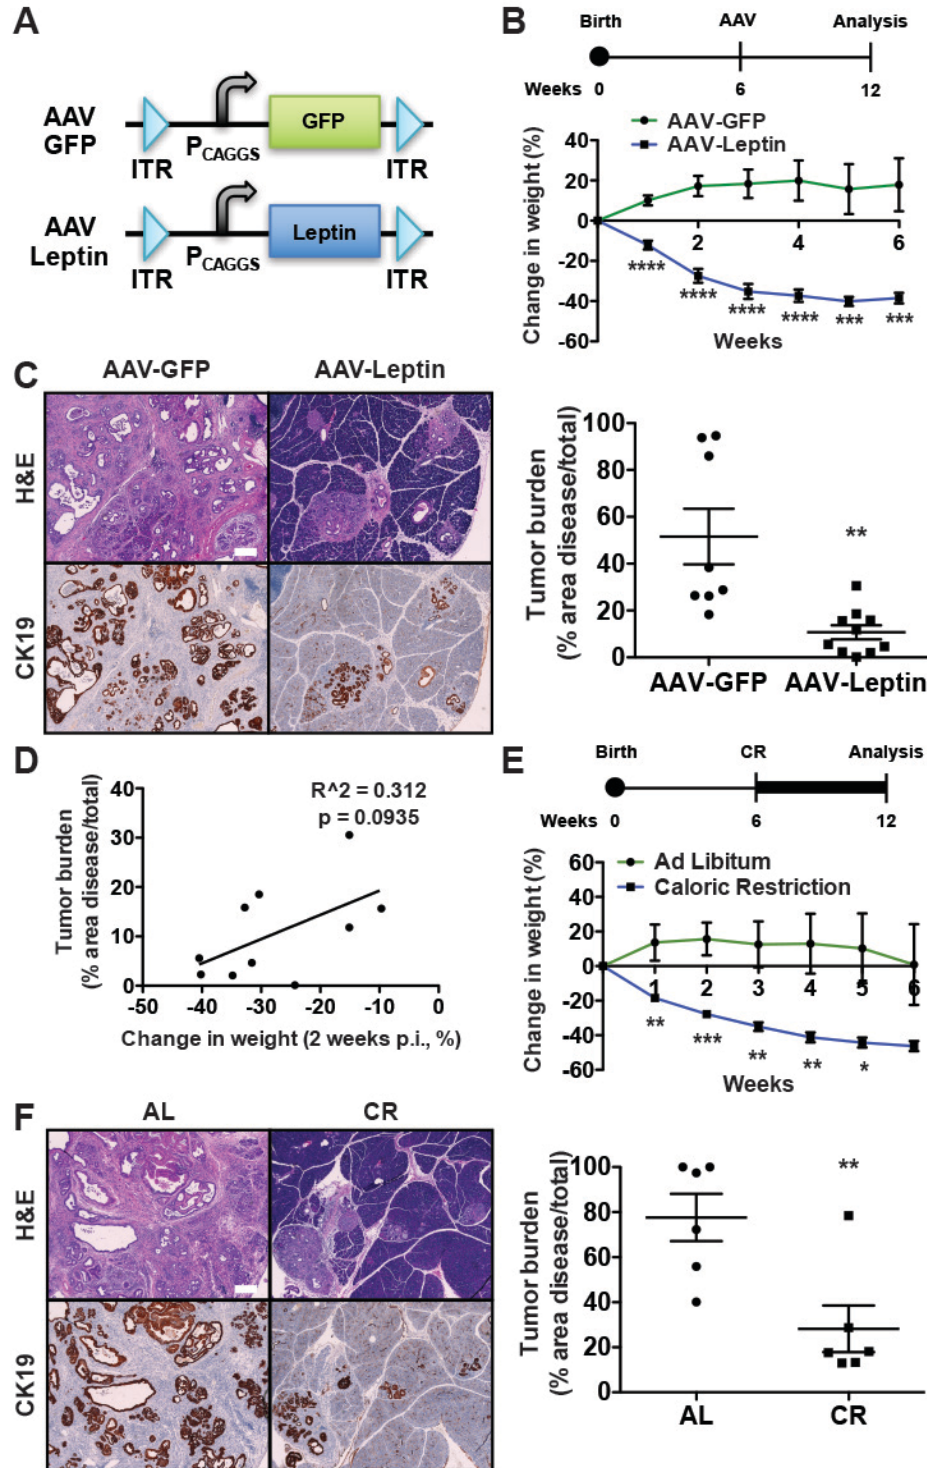 A
AAV
GFP
GFP
ITR
PCAGGS
ITR
AAV
Leptin
Leptin
ITR
PCAGGS
ITR
B
Birth
AAV
Analysis
Weeks
0
6
12
AAV-GFP
AAV-Leptin
Change in weight (%)
40
20
0
-20
-40
-60
2
4
6
****
****
****
****
***
***
Weeks
C
AAV-GFP
AAV-Leptin
H&E
CK19
Tumor burden
(% area disease/total)
100
80
60
40
20
0
**
AAV-GFP
AAV-Leptin
D
Tumor burden
(% area disease/total)
40
30
20
10
0
R^2 = 0.312
p = 0.0935
-50
-40
-30
-20
-10
0
Change in weight (2 weeks p.i., %)
E
Birth
CR
Analysis
Weeks
0
6
12
Ad Libitum
Caloric Restriction
Change in weight (%)
60
40
20
0
-20
-40
-60
1
2
3
4
5
6
**
***
**
**
*
Weeks
F
AL
CR
H&E
CK19
Tumor burden
(% area disease/total)
100
80
60
40
20
0
**
AL
CR